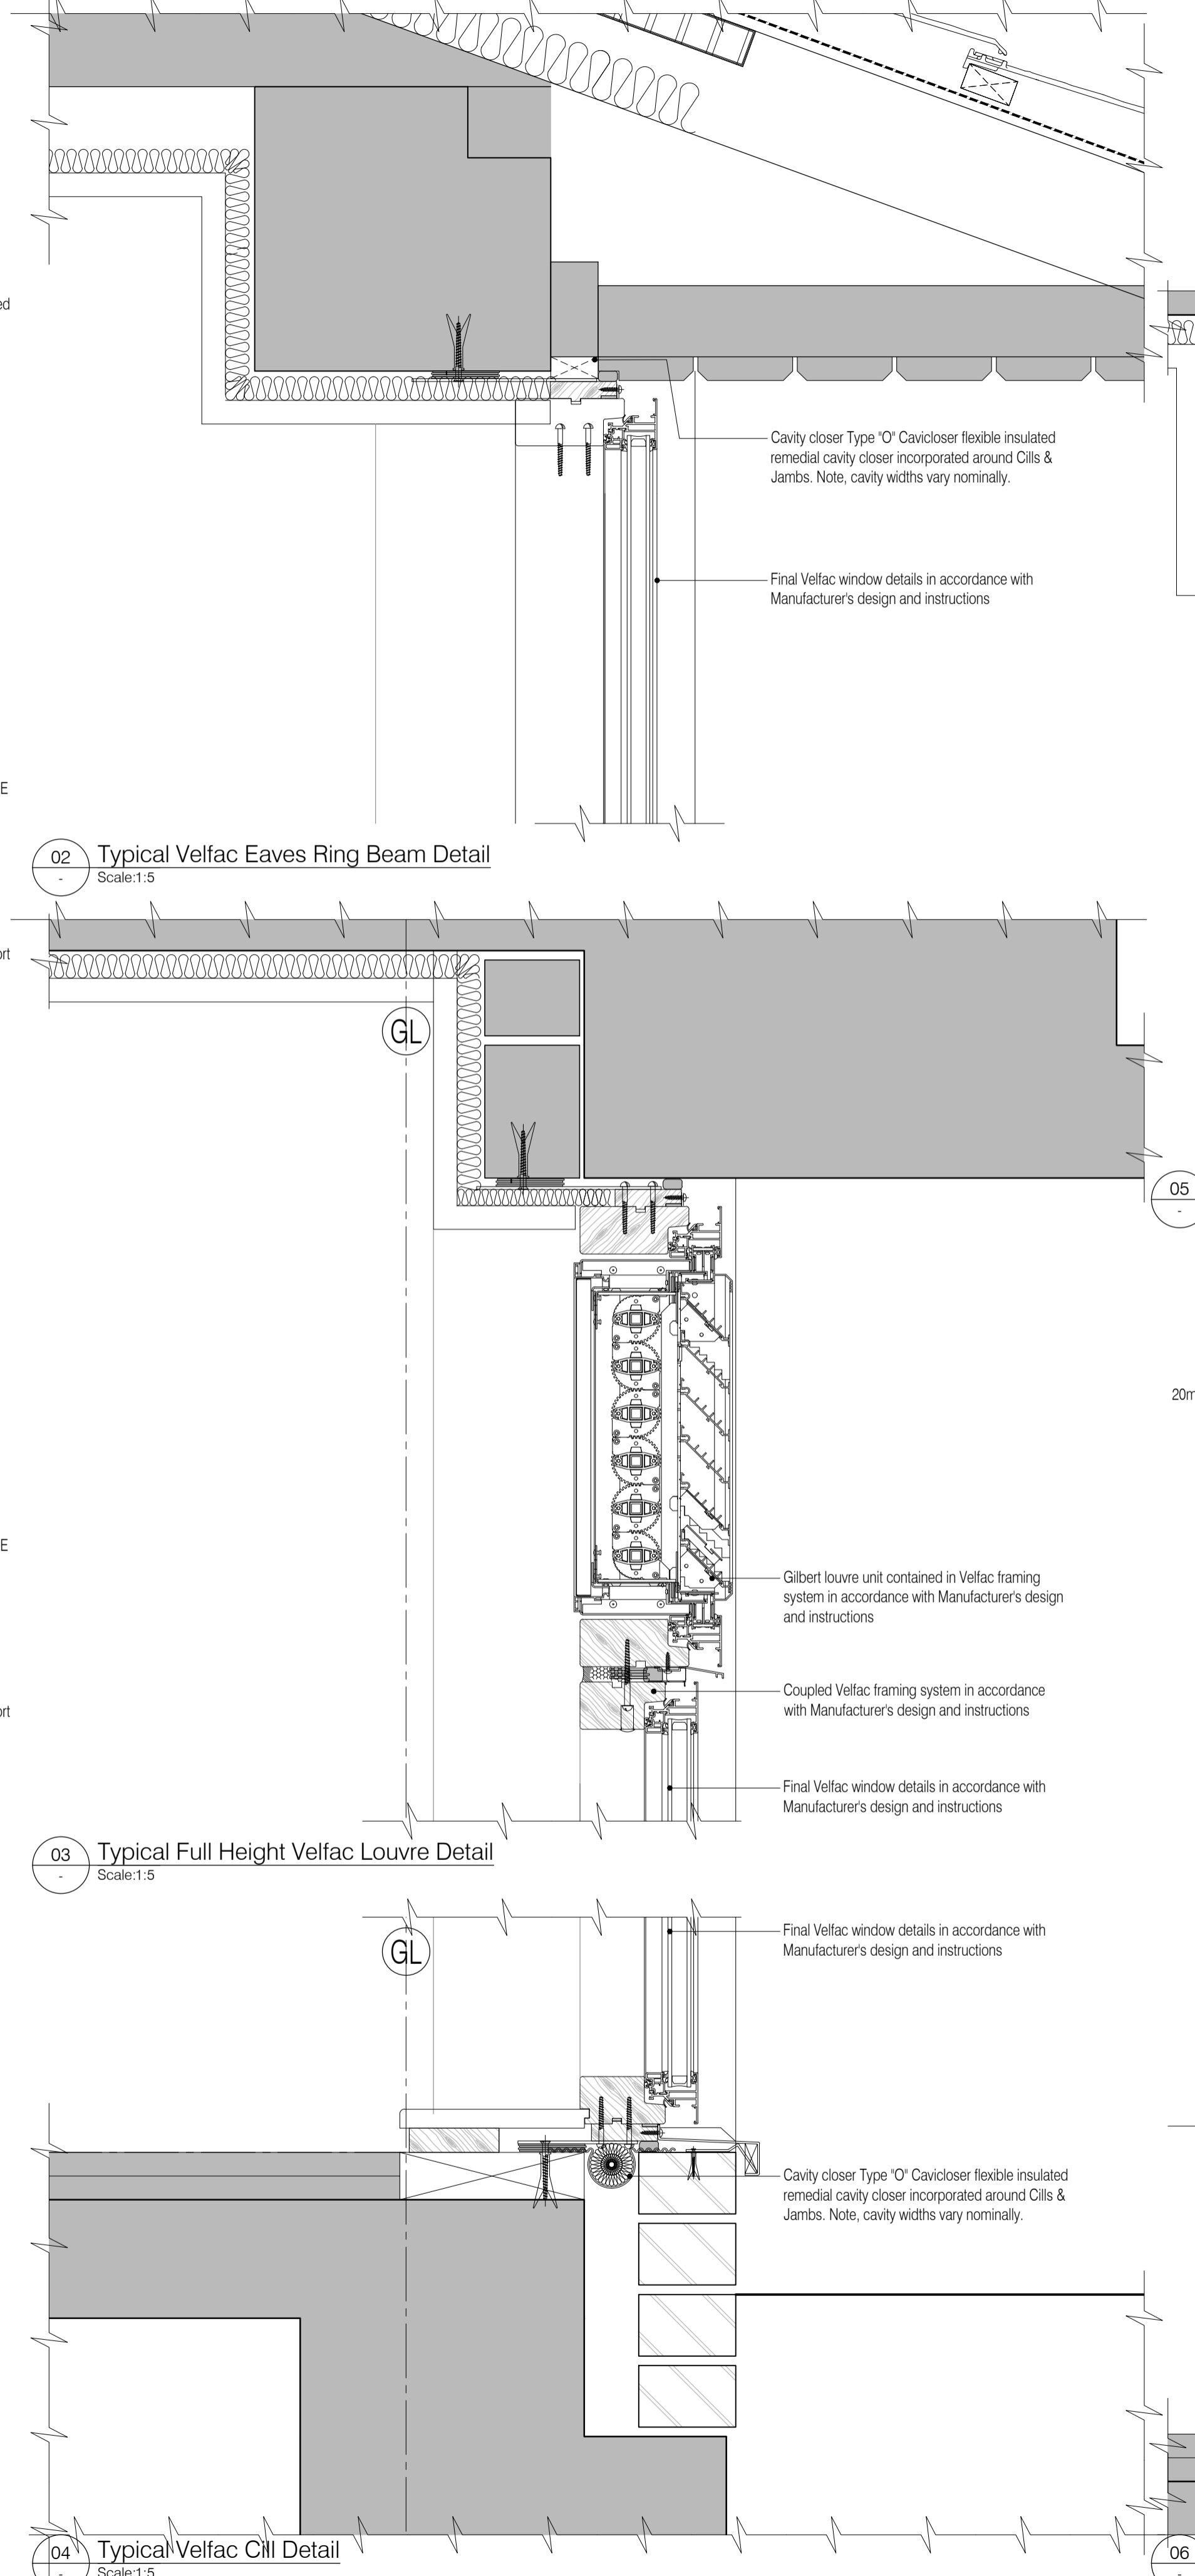 ed
Cavity closer Type "O" Cavicloser flexible insulated
remedial cavity closer incorporated around Cills &
Jambs. Note, cavity widths vary nominally.
Final Velfac window details in accordance with
Manufacturer's design and instructions
E
02
-
Typical Velfac Eaves Ring Beam Detail
Scale:1:5
ort
GL
05
-
20m
E
Gilbert louvre unit contained in Velfac framing
system in accordance with Manufacturer's design
and instructions
ort
Coupled Velfac framing system in accordance
with Manufacturer's design and instructions
Final Velfac window details in accordance with
Manufacturer's design and instructions
03
-
Typical Full Height Velfac Louvre Detail
Scale:1:5
GL
Final Velfac window details in accordance with
Manufacturer's design and instructions
Cavity closer Type "O" Cavicloser flexible insulated
remedial cavity closer incorporated around Cills &
Jambs. Note, cavity widths vary nominally.
04
-
Typical Velfac Cill Detail
Scale:1:5
06
-